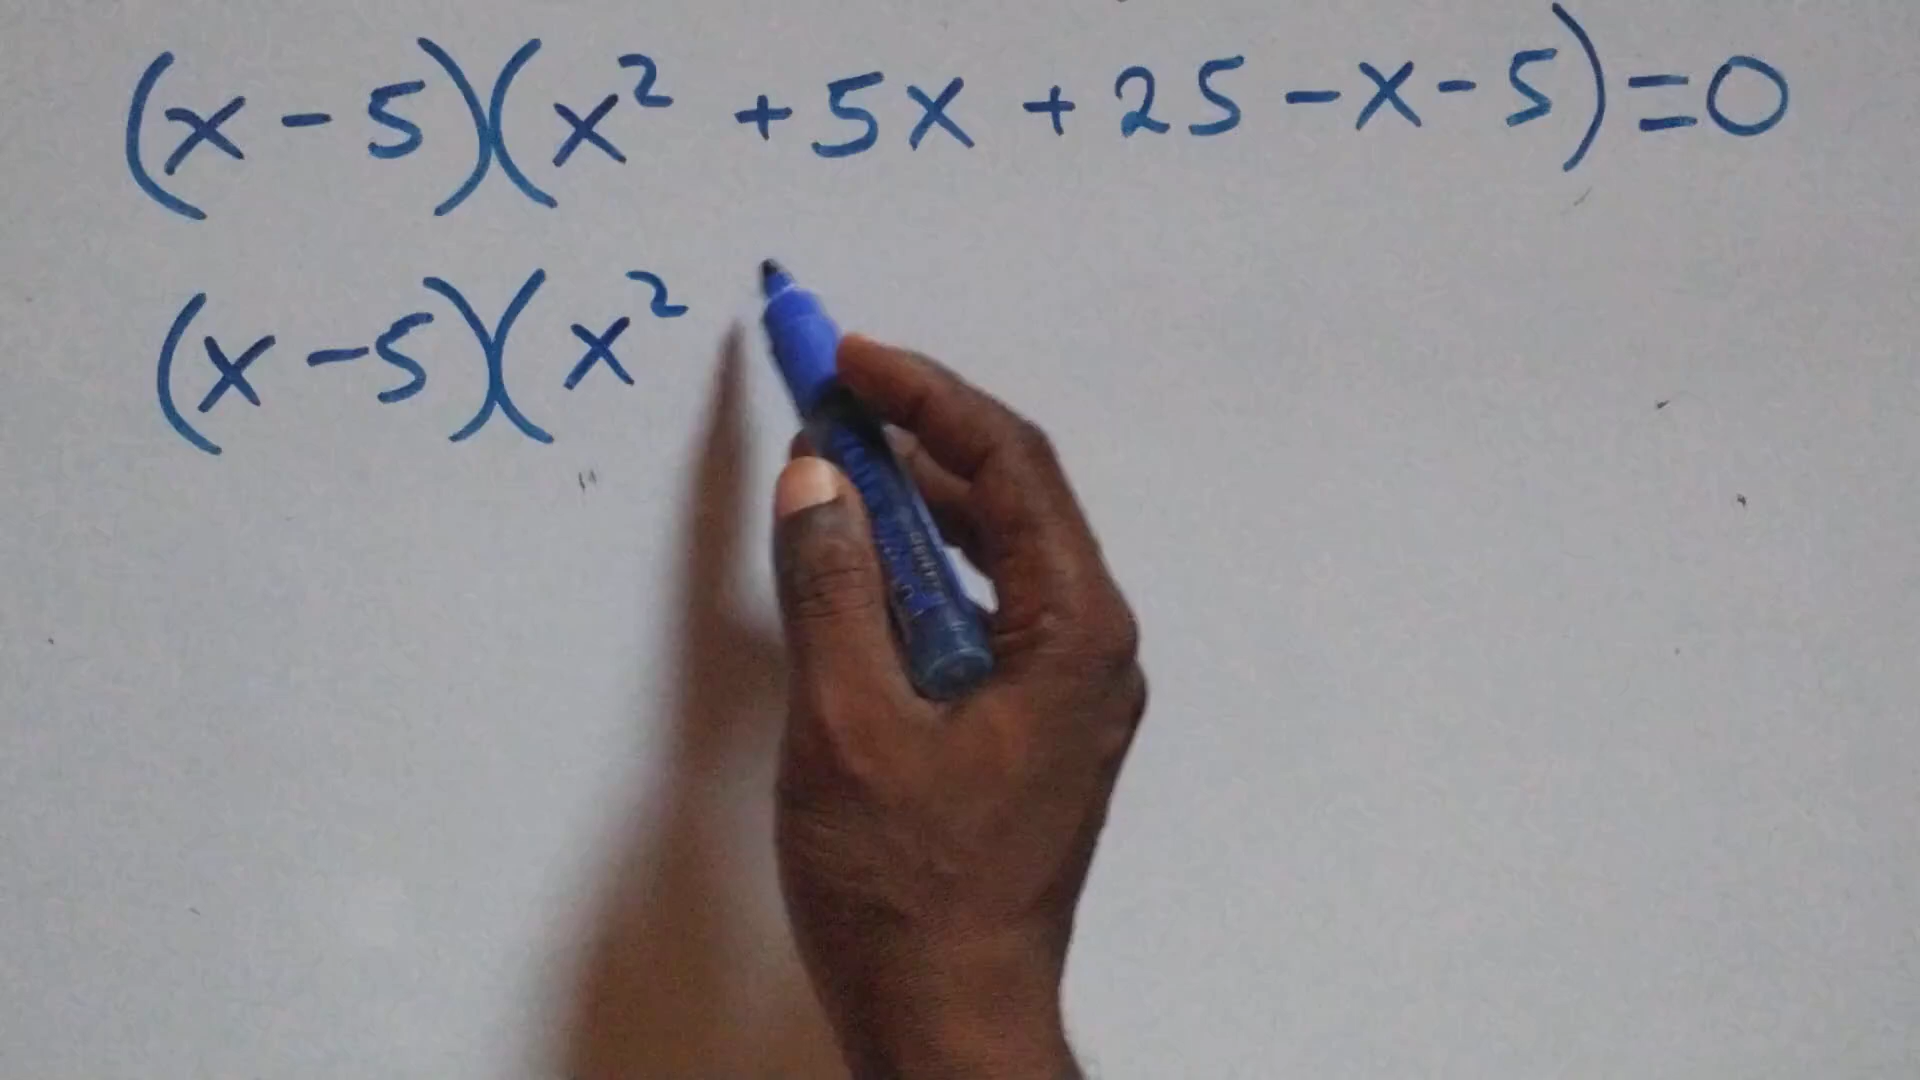 (x - 5)(x² + 5x + 25 - x - 5) = 0
(x - 5)(x²